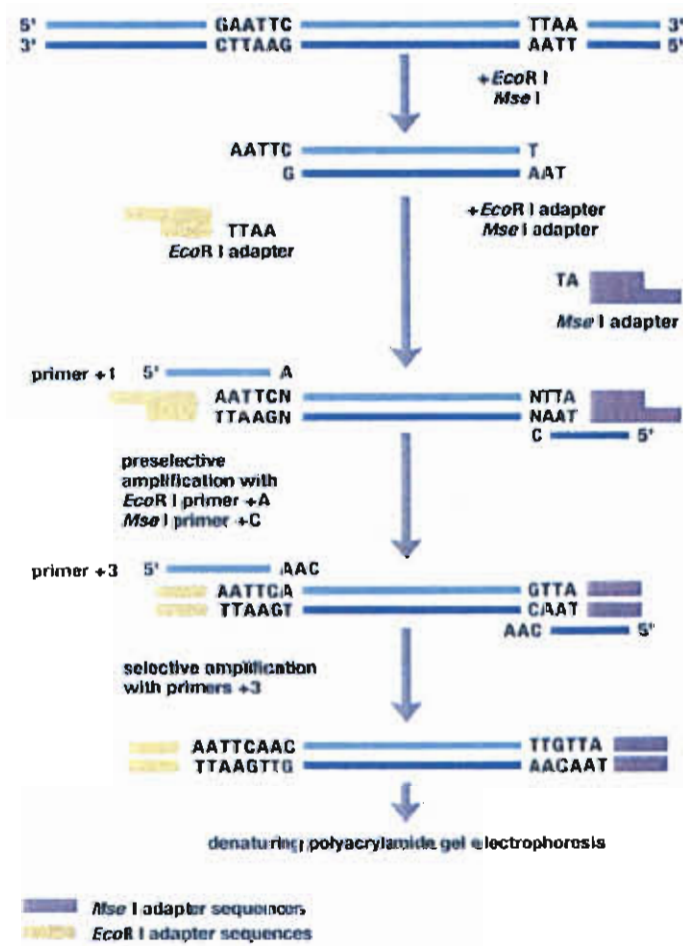 5' GAATTC TTAA 3'
3' CTTAAG AATT 5'
+EcoR I
Mse I
AATTC T
G AAT
+EcoR I adapter
Mse I adapter
TTAA
EcoR I adapter
TA
Mse I adapter
primer +1 5' A
AATTCN NTTA
TTAAGN NAAT
C 5'
preselective
amplification with
EcoR I primer +A
Mse I primer +C
primer +3 5' AAC
AATTCA GTTA
TTAAGT CAAT
AAC 5'
selective amplification
with primers +3
AATTCAAC TTGTTA
TTAAGTTG AACAAT
denaturing polyacrylamide gel electrophoresis
Mse I adapter sequences
EcoR I adapter sequences